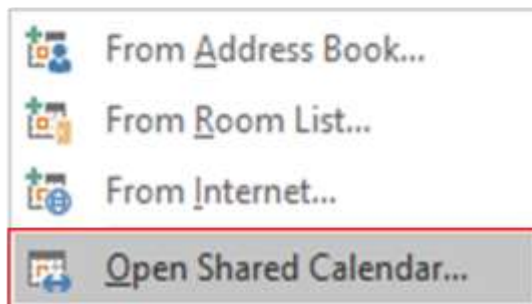 From Address Book...
From Room List...
From Internet...
Open Shared Calendar...